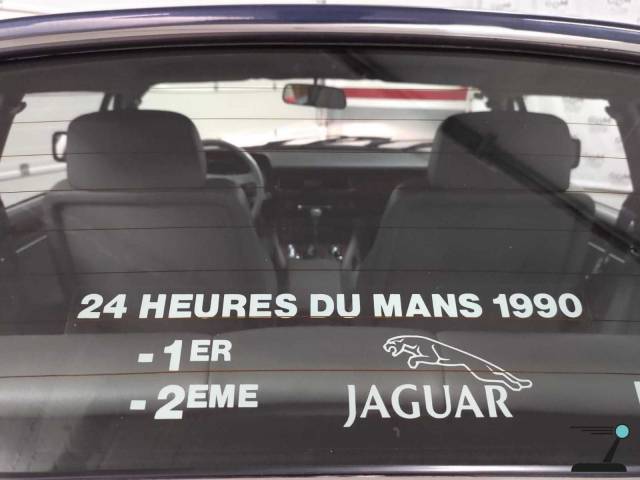 24 HEURES DU MANS 1990
- 1ER
- 2EME
JAGUAR